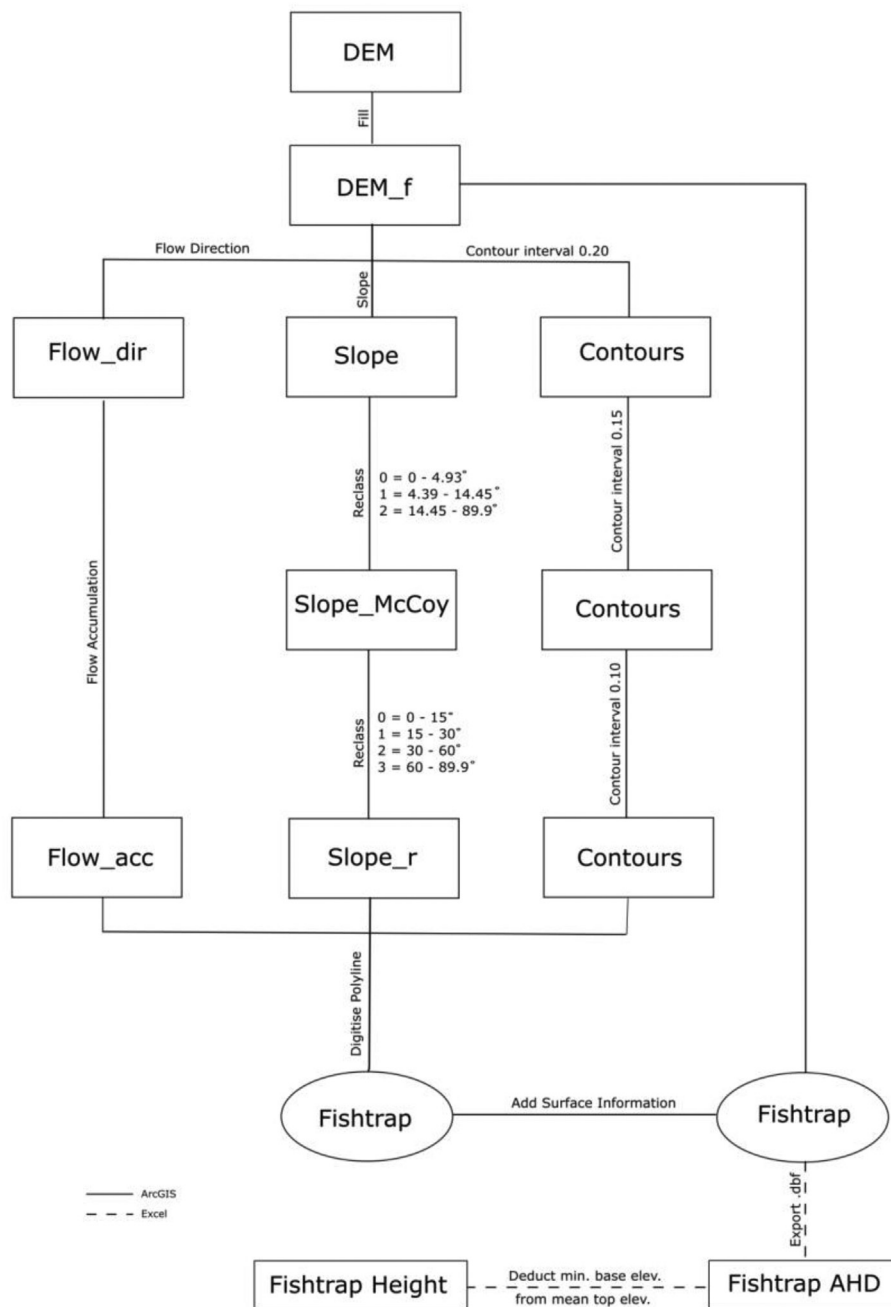 DEM
Fill
DEM_f
Flow Direction
Contour interval 0.20
Slope
Flow_dir
Slope
Contours
Reclass
0 = 0 - 4.93°
1 = 4.39 - 14.45°
2 = 14.45 - 89.9°
Contour interval 0.15
Flow Accumulation
Slope_McCoy
Contours
Reclass
0 = 0 - 15°
1 = 15 - 30°
2 = 30 - 60°
3 = 60 - 89.9°
Contour interval 0.10
Flow_acc
Slope_r
Contours
Digitise Polyline
Fishtrap
Add Surface Information
Fishtrap
ArcGIS
Excel
Export .dbf
Fishtrap Height
Deduct min. base elev.
from mean top elev.
Fishtrap AHD